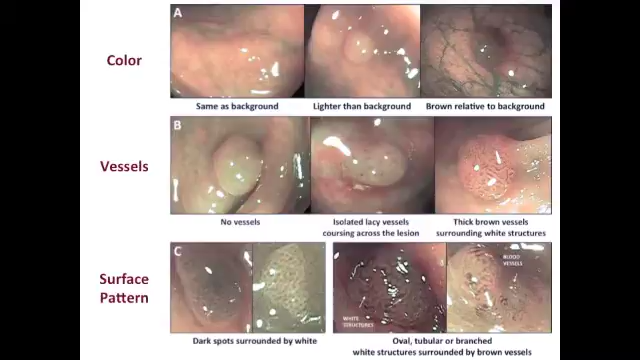 Color
A
Same as background
Lighter than background
Brown relative to background
Vessels
B
No vessels
Isolated lacy vessels
coursing across the lesion
Thick brown vessels
surrounding white structures
Surface
Pattern
C
WHITE
STRUCTURES
BLOOD
VESSELS
Dark spots surrounded by white
Oval, tubular or branched
white structures surrounded by brown vessels